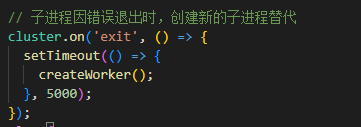 // 子进程因错误退出时，创建新的子进程替代
cluster.on('exit', () => {
  setTimeout(() => {
    createWorker();
  }, 5000);
});